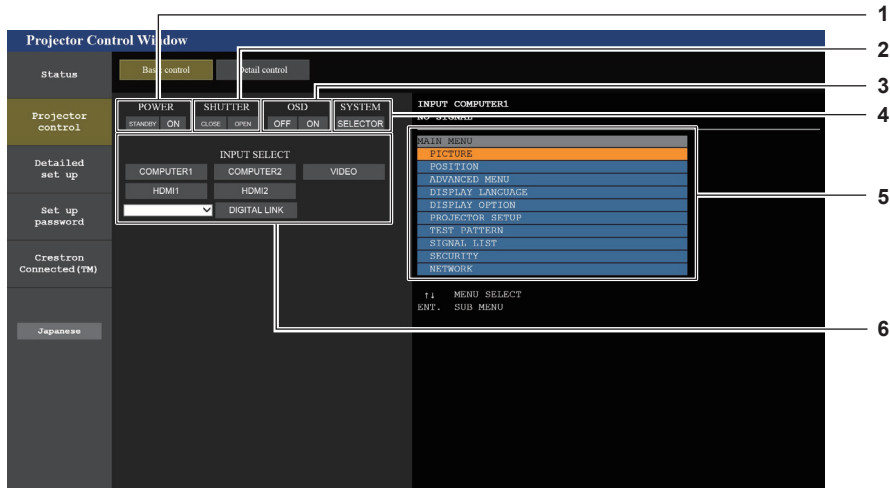 1
Projector Control Window
2
Status
Basic control
Detail control
3
POWER
SHUTTER
OSD
SYSTEM
INPUT COMPUTER1
4
STANDBY ON
CLOSE OPEN
OFF ON
SELECTOR
NO SIGNAL
Projector
control
MAIN MENU
PICTURE
POSITION
ADVANCED MENU
DISPLAY LANGUAGE
DISPLAY OPTION
PROJECTOR SETUP
TEST PATTERN
SIGNAL LIST
SECURITY
NETWORK
5
INPUT SELECT
COMPUTER1
COMPUTER2
VIDEO
HDMI1
HDMI2
DIGITAL LINK
Detailed
set up
Set up
password
Crestron
Connected(TM)
↑↓ MENU SELECT
ENT. SUB MENU
Japanese
6